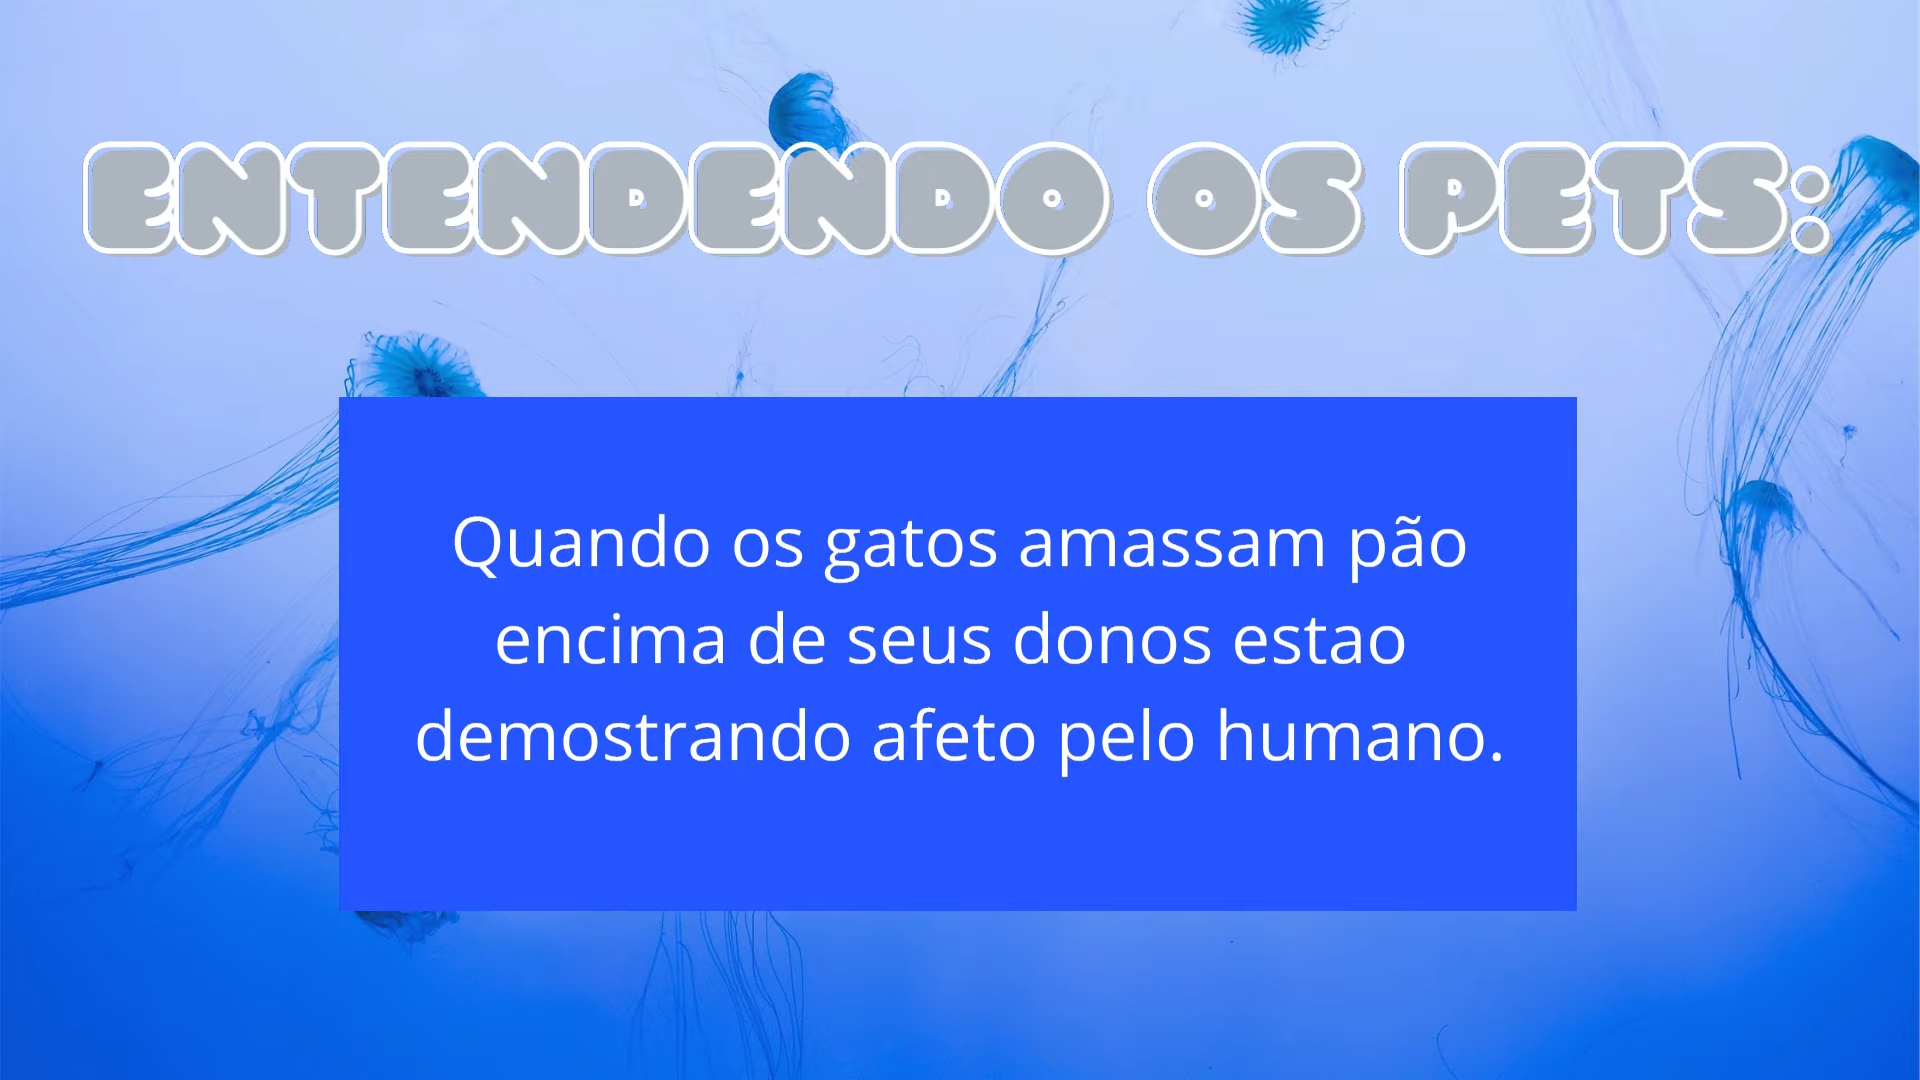 ENTENDENDO OS PETS:
Quando os gatos amassam pão
encima de seus donos estao
demostrando afeto pelo humano.